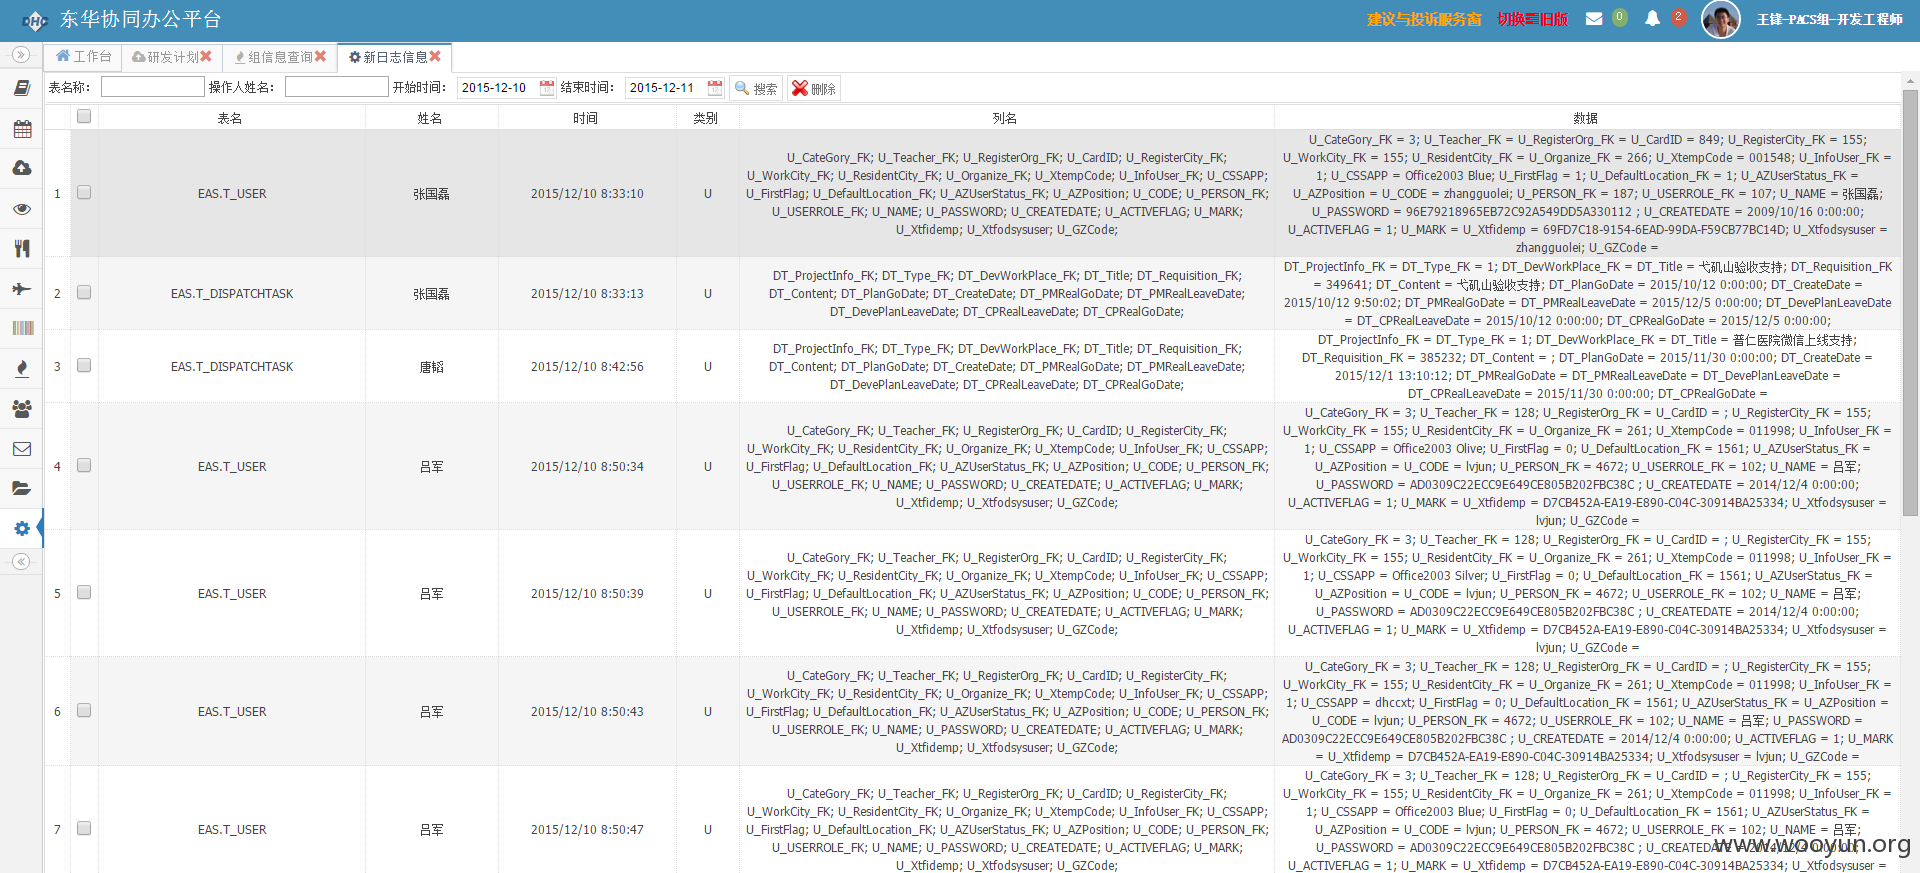 DHC 东华协同办公平台
建议与投诉服务窗 切换至旧版 0 2 王锋-PACS组-开发工程师
工作台 研发计划 组信息查询 新日志信息
表名称: 操作人姓名: 开始时间: 2015-12-10 结束时间: 2015-12-11 搜索 删除
表名 姓名 时间 类别 列名 数据
1 EAS.T_USER 张国磊 2015/12/10 8:33:10 U
U_CateGory_FK; U_Teacher_FK; U_RegisterOrg_FK; U_CardID; U_RegisterCity_FK;
U_WorkCity_FK; U_ResidentCity_FK; U_Organize_FK; U_XtempCode; U_InfoUser_FK; U_CSSAPP;
U_FirstFlag; U_DefaultLocation_FK; U_AZUserStatus_FK; U_AZPosition; U_CODE; U_PERSON_FK;
U_USERROLE_FK; U_NAME; U_PASSWORD; U_CREATEDATE; U_ACTIVEFLAG; U_MARK;
U_Xtfidemp; U_Xtfodsysuser; U_GZCode;
U_CateGory_FK = 3; U_Teacher_FK = U_RegisterOrg_FK = U_CardID = 849; U_RegisterCity_FK = 155;
U_WorkCity_FK = 155; U_ResidentCity_FK = U_Organize_FK = 266; U_XtempCode = 001548; U_InfoUser_FK =
1; U_CSSAPP = Office2003 Blue; U_FirstFlag = 1; U_DefaultLocation_FK = 1; U_AZUserStatus_FK =
U_AZPosition = U_CODE = zhangguolei; U_PERSON_FK = 187; U_USERROLE_FK = 107; U_NAME = 张国磊;
U_PASSWORD = 96E79218965EB72C92A549DD5A330112 ; U_CREATEDATE = 2009/10/16 0:00:00;
U_ACTIVEFLAG = 1; U_MARK = U_Xtfidemp = 69FD7C18-9154-6EAD-99DA-F59CB77BC14D; U_Xtfodsysuser =
zhangguolei; U_GZCode =
2 EAS.T_DISPATCHTASK 张国磊 2015/12/10 8:33:13 U
DT_ProjectInfo_FK; DT_Type_FK; DT_DevWorkPlace_FK; DT_Title; DT_Requisition_FK;
DT_Content; DT_PlanGoDate; DT_CreateDate; DT_PMRealGoDate; DT_PMRealLeaveDate;
DT_DevePlanLeaveDate; DT_CPRealLeaveDate; DT_CPRealGoDate;
DT_ProjectInfo_FK = DT_Type_FK = 1; DT_DevWorkPlace_FK = DT_Title = 弋矶山验收支持; DT_Requisition_FK
= 349641; DT_Content = 弋矶山验收支持; DT_PlanGoDate = 2015/10/12 0:00:00; DT_CreateDate =
2015/10/12 9:50:02; DT_PMRealGoDate = DT_PMRealLeaveDate = 2015/12/5 0:00:00; DT_DevePlanLeaveDate
= DT_CPRealLeaveDate = 2015/10/12 0:00:00; DT_CPRealGoDate = 2015/12/5 0:00:00;
3 EAS.T_DISPATCHTASK 唐韬 2015/12/10 8:42:56 U
DT_ProjectInfo_FK; DT_Type_FK; DT_DevWorkPlace_FK; DT_Title; DT_Requisition_FK;
DT_Content; DT_PlanGoDate; DT_CreateDate; DT_PMRealGoDate; DT_PMRealLeaveDate;
DT_DevePlanLeaveDate; DT_CPRealLeaveDate; DT_CPRealGoDate;
DT_ProjectInfo_FK = DT_Type_FK = 1; DT_DevWorkPlace_FK = DT_Title = 普仁医院微信上线支持;
DT_Requisition_FK = 385232; DT_Content = ; DT_PlanGoDate = 2015/11/30 0:00:00; DT_CreateDate =
2015/12/1 13:10:12; DT_PMRealGoDate = DT_PMRealLeaveDate = DT_DevePlanLeaveDate =
DT_CPRealLeaveDate = 2015/11/30 0:00:00; DT_CPRealGoDate =
4 EAS.T_USER 吕军 2015/12/10 8:50:34 U
U_CateGory_FK; U_Teacher_FK; U_RegisterOrg_FK; U_CardID; U_RegisterCity_FK;
U_WorkCity_FK; U_ResidentCity_FK; U_Organize_FK; U_XtempCode; U_InfoUser_FK; U_CSSAPP;
U_FirstFlag; U_DefaultLocation_FK; U_AZUserStatus_FK; U_AZPosition; U_CODE; U_PERSON_FK;
U_USERROLE_FK; U_NAME; U_PASSWORD; U_CREATEDATE; U_ACTIVEFLAG; U_MARK;
U_Xtfidemp; U_Xtfodsysuser; U_GZCode;
U_CateGory_FK = 3; U_Teacher_FK = 128; U_RegisterOrg_FK = U_CardID = ; U_RegisterCity_FK = 155;
U_WorkCity_FK = 155; U_ResidentCity_FK = U_Organize_FK = 261; U_XtempCode = 011998; U_InfoUser_FK =
1; U_CSSAPP = Office2003 Olive; U_FirstFlag = 0; U_DefaultLocation_FK = 1561; U_AZUserStatus_FK =
U_AZPosition = U_CODE = lvjun; U_PERSON_FK = 4672; U_USERROLE_FK = 102; U_NAME = 吕军;
U_PASSWORD = AD0309C22ECC9E649CE805B202FBC38C ; U_CREATEDATE = 2014/12/4 0:00:00;
U_ACTIVEFLAG = 1; U_MARK = U_Xtfidemp = D7CB452A-EA19-E890-C04C-30914BA25334; U_Xtfodsysuser =
lvjun; U_GZCode =
5 EAS.T_USER 吕军 2015/12/10 8:50:39 U
U_CateGory_FK; U_Teacher_FK; U_RegisterOrg_FK; U_CardID; U_RegisterCity_FK;
U_WorkCity_FK; U_ResidentCity_FK; U_Organize_FK; U_XtempCode; U_InfoUser_FK; U_CSSAPP;
U_FirstFlag; U_DefaultLocation_FK; U_AZUserStatus_FK; U_AZPosition; U_CODE; U_PERSON_FK;
U_USERROLE_FK; U_NAME; U_PASSWORD; U_CREATEDATE; U_ACTIVEFLAG; U_MARK;
U_Xtfidemp; U_Xtfodsysuser; U_GZCode;
U_CateGory_FK = 3; U_Teacher_FK = 128; U_RegisterOrg_FK = U_CardID = ; U_RegisterCity_FK = 155;
U_WorkCity_FK = 155; U_ResidentCity_FK = U_Organize_FK = 261; U_XtempCode = 011998; U_InfoUser_FK =
1; U_CSSAPP = Office2003 Silver; U_FirstFlag = 0; U_DefaultLocation_FK = 1561; U_AZUserStatus_FK =
U_AZPosition = U_CODE = lvjun; U_PERSON_FK = 4672; U_USERROLE_FK = 102; U_NAME = 吕军;
U_PASSWORD = AD0309C22ECC9E649CE805B202FBC38C ; U_CREATEDATE = 2014/12/4 0:00:00;
U_ACTIVEFLAG = 1; U_MARK = U_Xtfidemp = D7CB452A-EA19-E890-C04C-30914BA25334; U_Xtfodsysuser =
lvjun; U_GZCode =
6 EAS.T_USER 吕军 2015/12/10 8:50:43 U
U_CateGory_FK; U_Teacher_FK; U_RegisterOrg_FK; U_CardID; U_RegisterCity_FK;
U_WorkCity_FK; U_ResidentCity_FK; U_Organize_FK; U_XtempCode; U_InfoUser_FK; U_CSSAPP;
U_FirstFlag; U_DefaultLocation_FK; U_AZUserStatus_FK; U_AZPosition; U_CODE; U_PERSON_FK;
U_USERROLE_FK; U_NAME; U_PASSWORD; U_CREATEDATE; U_ACTIVEFLAG; U_MARK;
U_Xtfidemp; U_Xtfodsysuser; U_GZCode;
U_CateGory_FK = 3; U_Teacher_FK = 128; U_RegisterOrg_FK = U_CardID = ; U_RegisterCity_FK = 155;
U_WorkCity_FK = 155; U_ResidentCity_FK = U_Organize_FK = 261; U_XtempCode = 011998; U_InfoUser_FK =
1; U_CSSAPP = dhccxt; U_FirstFlag = 0; U_DefaultLocation_FK = 1561; U_AZUserStatus_FK = U_AZPosition =
U_CODE = lvjun; U_PERSON_FK = 4672; U_USERROLE_FK = 102; U_NAME = 吕军; U_PASSWORD =
AD0309C22ECC9E649CE805B202FBC38C ; U_CREATEDATE = 2014/12/4 0:00:00; U_ACTIVEFLAG = 1; U_MARK
= U_Xtfidemp = D7CB452A-EA19-E890-C04C-30914BA25334; U_Xtfodsysuser = lvjun; U_GZCode =
7 EAS.T_USER 吕军 2015/12/10 8:50:47 U
U_CateGory_FK; U_Teacher_FK; U_RegisterOrg_FK; U_CardID; U_RegisterCity_FK;
U_WorkCity_FK; U_ResidentCity_FK; U_Organize_FK; U_XtempCode; U_InfoUser_FK; U_CSSAPP;
U_FirstFlag; U_DefaultLocation_FK; U_AZUserStatus_FK; U_AZPosition; U_CODE; U_PERSON_FK;
U_USERROLE_FK; U_NAME; U_PASSWORD; U_CREATEDATE; U_ACTIVEFLAG; U_MARK;
U_Xtfidemp; U_Xtfodsysuser; U_GZCode;
U_CateGory_FK = 3; U_Teacher_FK = 128; U_RegisterOrg_FK = U_CardID = ; U_RegisterCity_FK = 155;
U_WorkCity_FK = 155; U_ResidentCity_FK = U_Organize_FK = 261; U_XtempCode = 011998; U_InfoUser_FK =
1; U_CSSAPP = Office2003 Blue; U_FirstFlag = 0; U_DefaultLocation_FK = 1561; U_AZUserStatus_FK =
U_AZPosition = U_CODE = lvjun; U_PERSON_FK = 4672; U_USERROLE_FK = 102; U_NAME = 吕军;
U_PASSWORD = AD0309C22ECC9E649CE805B202FBC38C ; U_CREATEDATE = 2014/12/4 0:00:00;
U_ACTIVEFLAG = 1; U_MARK = U_Xtfidemp = D7CB452A-EA19-E890-C04C-30914BA25334; U_Xtfodsysuser =
www.wooyun.org